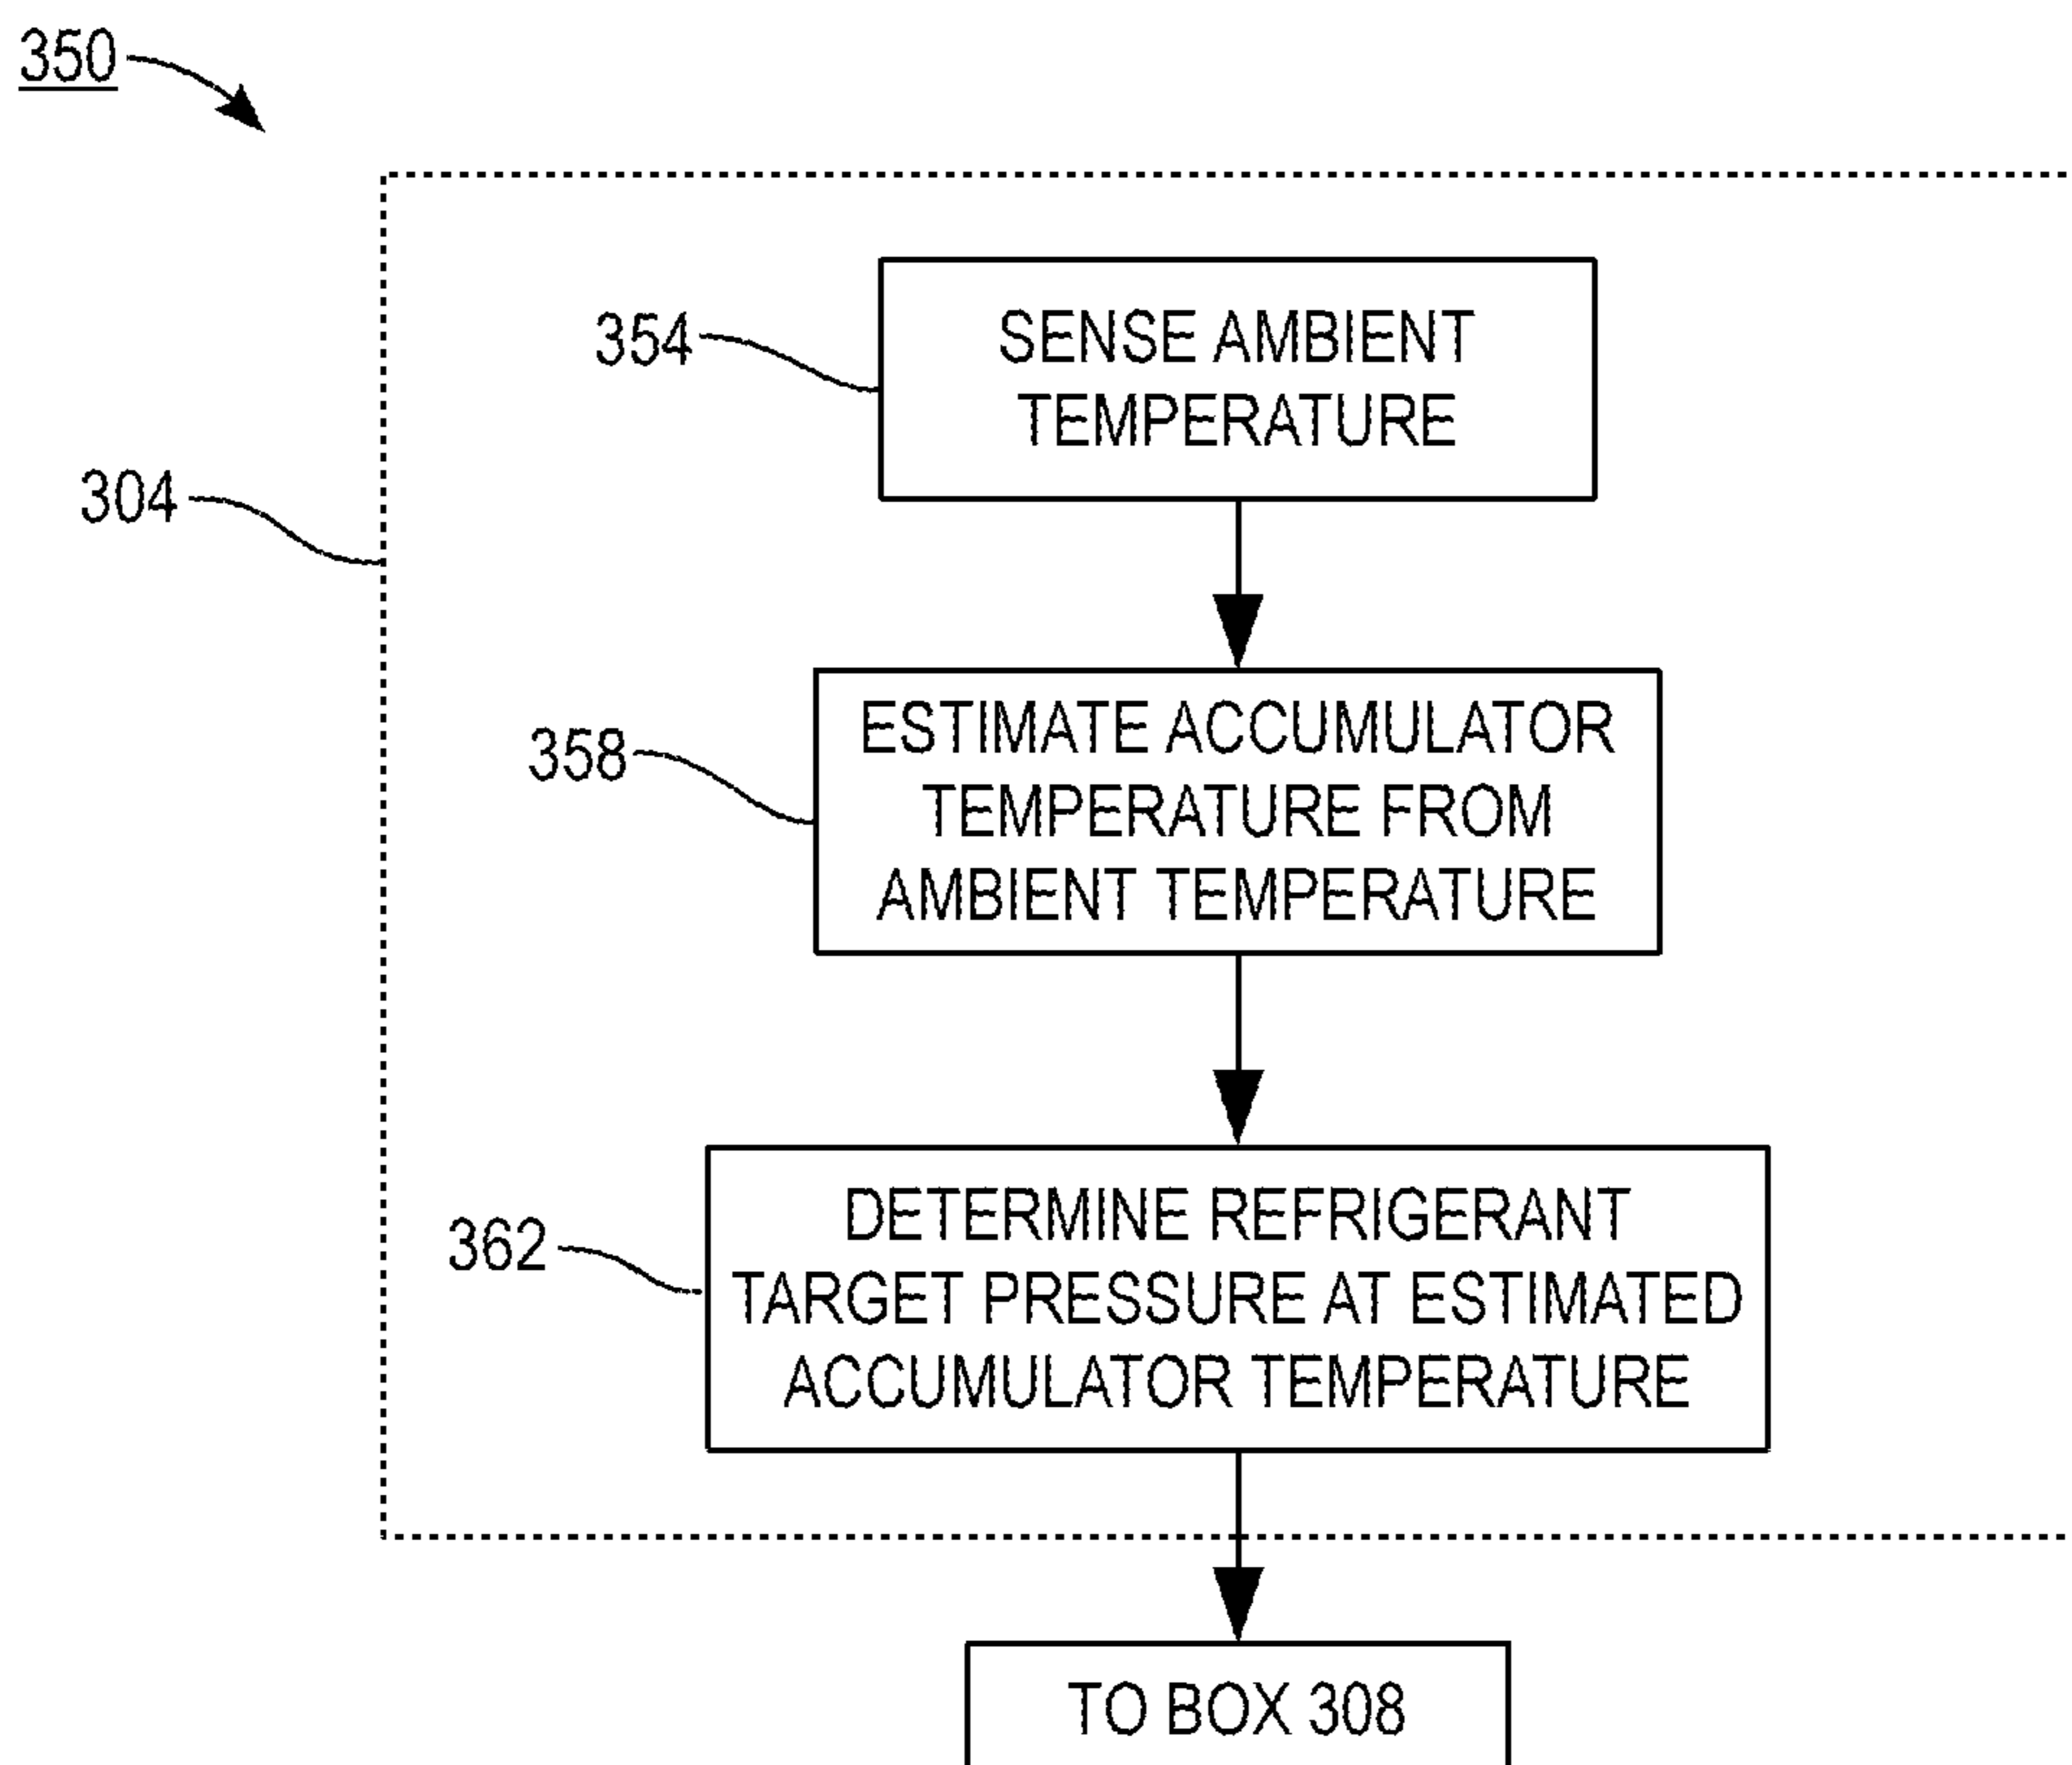 350
354
SENSE AMBIENT
TEMPERATURE
304
358
ESTIMATE ACCUMULATOR
TEMPERATURE FROM
AMBIENT TEMPERATURE
362
DETERMINE REFRIGERANT
TARGET PRESSURE AT ESTIMATED
ACCUMULATOR TEMPERATURE
TO BOX 308